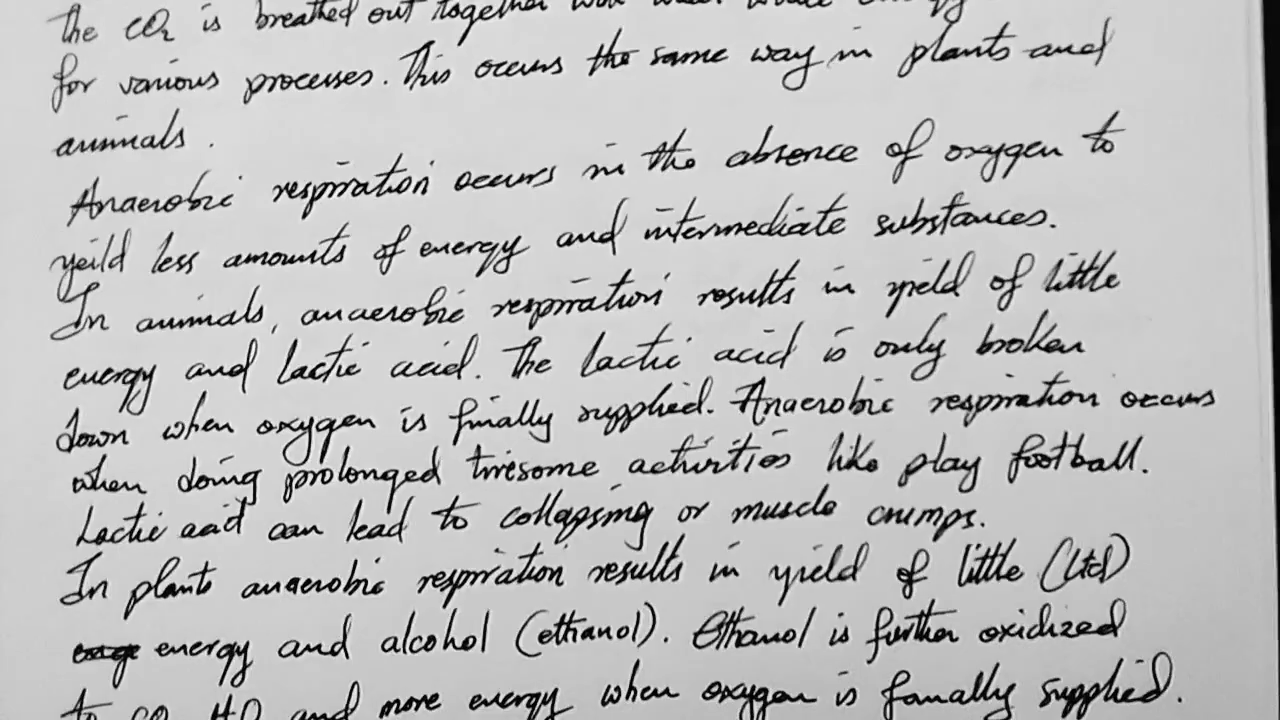 The CO2 is breathed out together
for various processes. This occurs the same way in plants and
animals.
Anaerobic respiration occurs in the absence of oxygen to
yeild less amounts of energy and intermediate substances.
In animals, anaerobic respiration results in yield of little
energy and lactic acid. The lactic acid is only broken
down when oxygen is finally supplied. Anaerobic respiration occurs
when doing prolonged tiresome activities like play football.
Lactic acid can lead to collapsing or muscle crumps.
In plants anaerobic respiration results in yield of little (Ltd)
energy and alcohol (ethanol). Ethanol is further oxidized
to CO2 H2O and more energy when oxygen is fanally supplied.